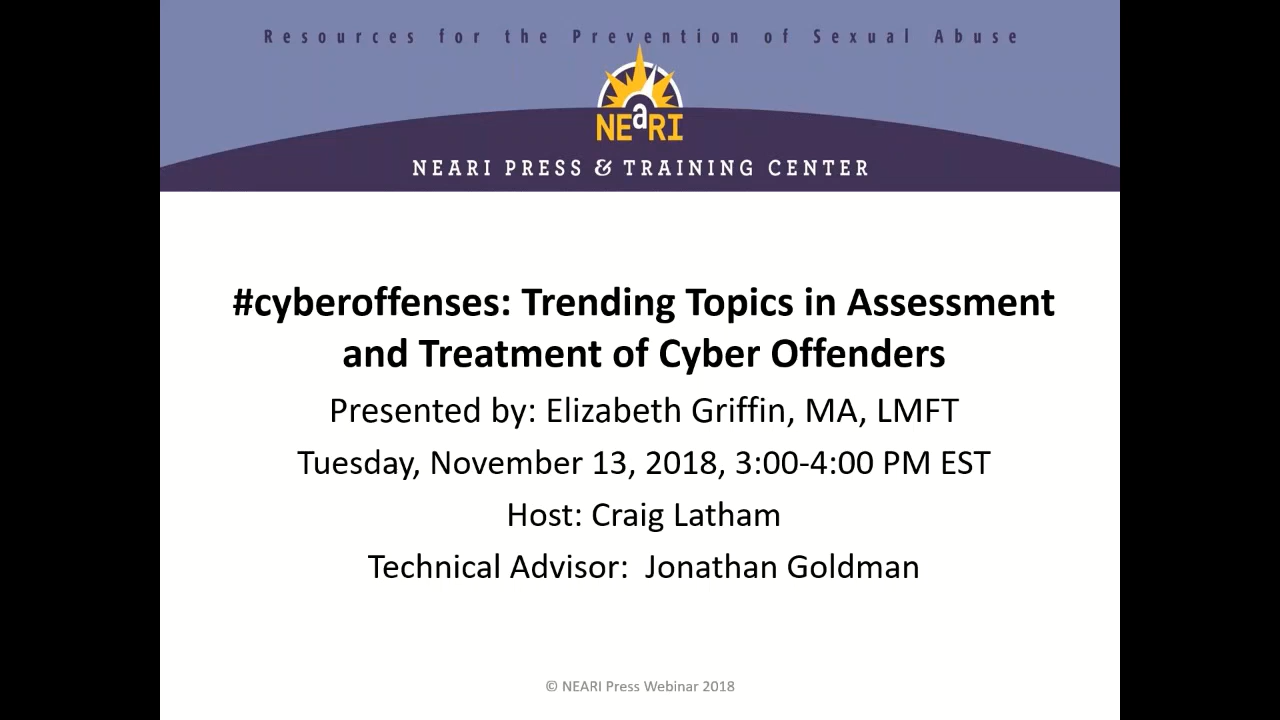 Resources for the Prevention of Sexual Abuse
NEaRI
NEARI PRESS & TRAINING CENTER
#cyberoffenses: Trending Topics in Assessment
and Treatment of Cyber Offenders
Presented by: Elizabeth Griffin, MA, LMFT
Tuesday, November 13, 2018, 3:00-4:00 PM EST
Host: Craig Latham
Technical Advisor:  Jonathan Goldman
© NEARI Press Webinar 2018